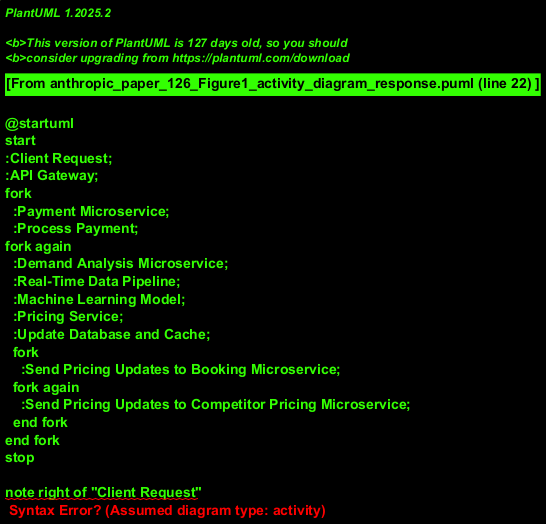 PlantUML 1.2025.2
<b>This version of PlantUML is 127 days old, so you should
<b>consider upgrading from https://plantuml.com/download
[From anthropic_paper_126_Figure1_activity_diagram_response.puml (line 22) ]
@startuml
start
:Client Request;
:API Gateway;
fork
:Payment Microservice;
:Process Payment;
fork again
:Demand Analysis Microservice;
:Real-Time Data Pipeline;
:Machine Learning Model;
:Pricing Service;
:Update Database and Cache;
fork
:Send Pricing Updates to Booking Microservice;
fork again
:Send Pricing Updates to Competitor Pricing Microservice;
end fork
end fork
stop
note right of "Client Request"
Syntax Error? (Assumed diagram type: activity)